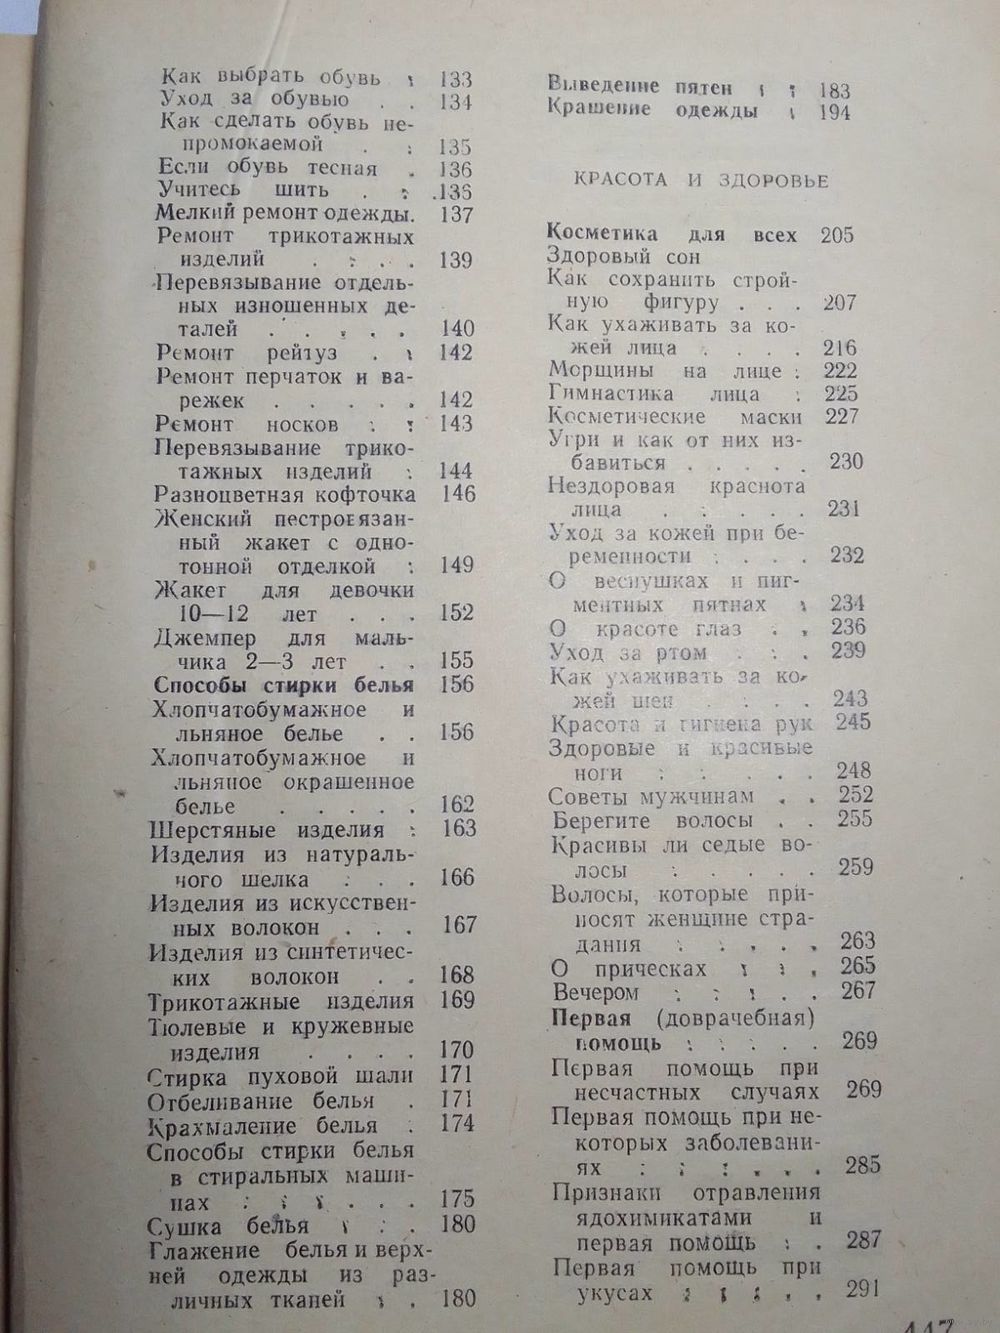 Как выбрать обувь 133
Уход за обувью . . 134
Как сделать обувь не-
промокаемой . : 135
Если обувь тесная . 136
Учитесь шить . : .136
Мелкий ремонт одежды. 137
Ремонт трикотажных
изделий . : . . 139
Перевязывание отдель-
ных изношенных де-
талей . . . . . 140
Ремонт рейтуз . 142
Ремонт перчаток и ва-
режек . . . . . 142
Ремонт носков : 143
Перевязывание трико-
тажных изделий : 144
Разноцветная кофточка 146
Женский пестровязан-
ный жакет с одно-
тонной отделкой : 149
Жакет для девочки
10—12 лет . . . 152
Джемпер для маль-
чика 2—3 лет . . 155
Способы стирки белья 156
Хлопчатобумажное и
льняное белье . . 156
Хлопчатобумажное и
льняное окрашенное
белье . . . . . 162
Шерстяные изделия : 163
Изделия из натураль-
ного шелка : . . 166
Изделия из искусствен-
ных волокон . . . 167
Изделия из синтетичес-
ких волокон . . 168
Трикотажные изделия 169
Тюлевые и кружевные
изделия . . . . 170
Стирка пуховой шали 171
Отбеливание белья . 171
Крахмаление белья . 174
Способы стирки белья
в стиральных маши-
нах : : : . . . 175
Сушка белья : . 180
Глажение белья и верх-
ней одежды из раз-
личных тканей . 180
Выведение пятен 183
Крашение одежды 194
КРАСОТА И ЗДОРОВЬЕ
Косметика для всех 205
Здоровый сон
Как сохранить строй-
ную фигуру . . . 207
Как ухаживать за ко-
жей лица . . . . 216
Морщины на лице : 222
Гимнастика лица : 225
Косметические маски 227
Угри и как от них из-
бавиться . . . . . 230
Нездоровая краснота
лица . : . . . 231
Уход за кожей при бе-
ременности : . . . 232
О веснушках и пиг-
ментных пятнах 234
О красоте глаз . . 236
Уход за ртом . : . 239
Как ухаживать за ко-
жей шеи . : . . 243
Красота и гигиена рук 245
Здоровые и красивые
ноги : : . . . 248
Советы мужчинам . . 252
Берегите волосы . . 255
Красивы ли седые во-
лосы : . . . . 259
Волосы, которые при-
носят женщине стра-
дания : : . . . 263
О прическах : : . 265
Вечером : : : . . 267
Первая (доврачебная)
помощь : : . . . 269
Первая помощь при
несчастных случаях 269
Первая помощь при не-
которых заболевани-
ях : : : . . . 285
Признаки отравления
ядохимикатами и
первая помощь : . 287
Первая помощь при
укусах : : : . . 291
447